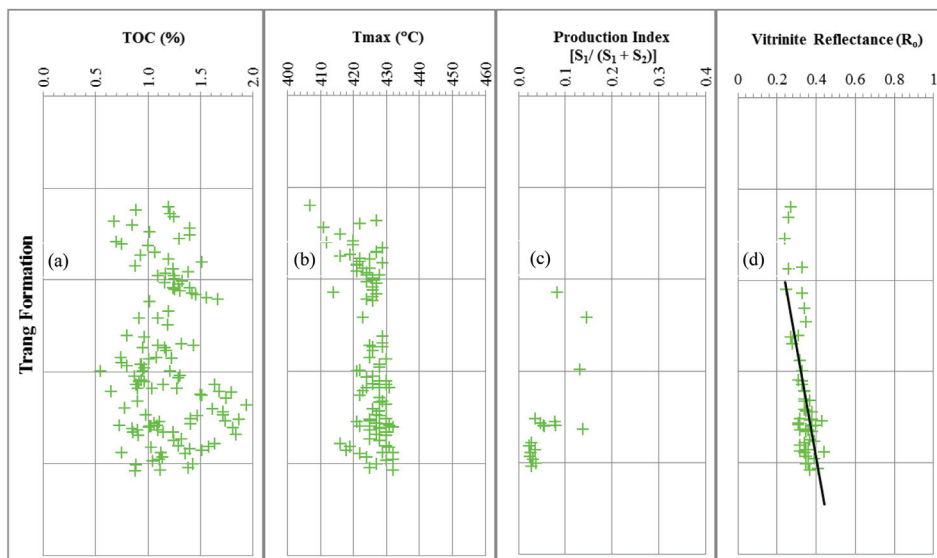 TOC (%)
0.0 0.5 1.0 1.5 2.0
Tmax (°C)
400 410 420 430 440 450 460
Production Index
[S₁/ (S₁ + S₂)]
0.0 0.1 0.2 0.3 0.4
Vitrinite Reflectance (Rₒ)
0 0.2 0.4 0.6 0.8 1
Trang Formation
(a)
(b)
(c)
(d)